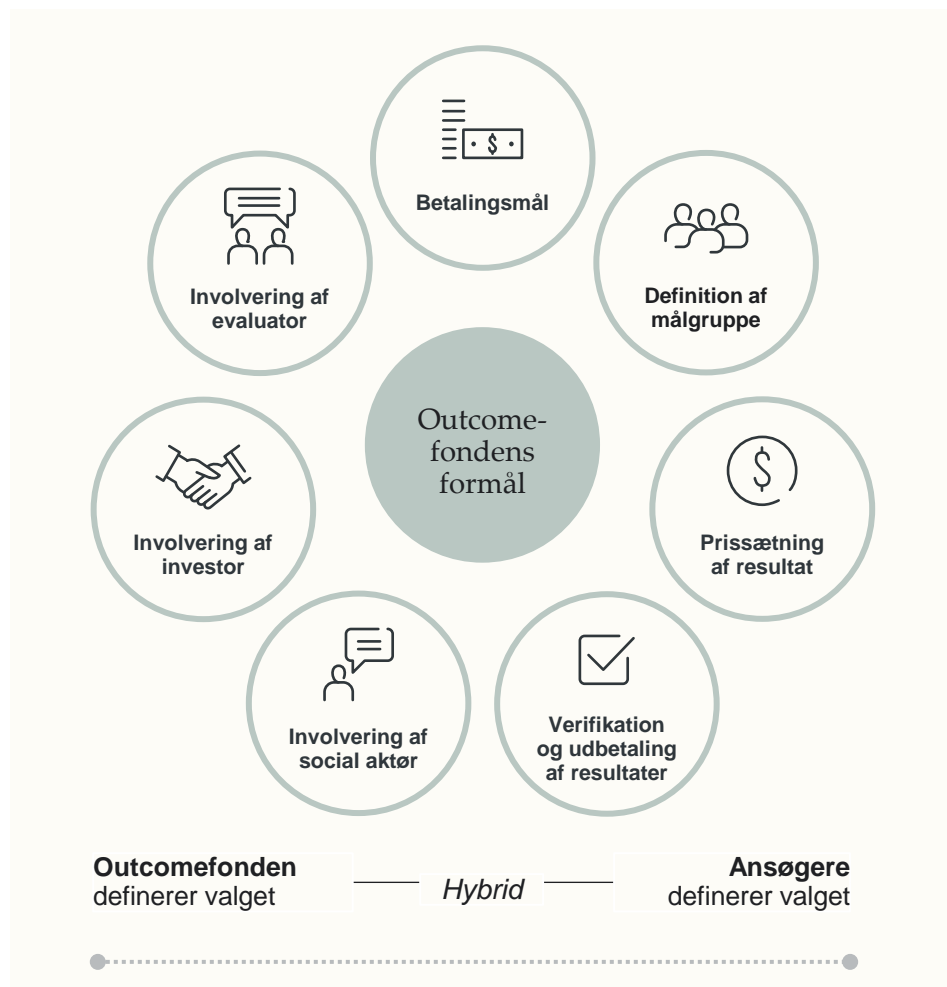 $
Betalingsmål
Involvering af
evaluator
Definition af
målgruppe
Outcome-
fondens
formål
Involvering af
investor
$
Prissætning
af resultat
Involvering af
social aktør
Verifikation
og udbetaling
af resultater
Outcomefonden
definerer valget
Hybrid
Ansøgere
definerer valget